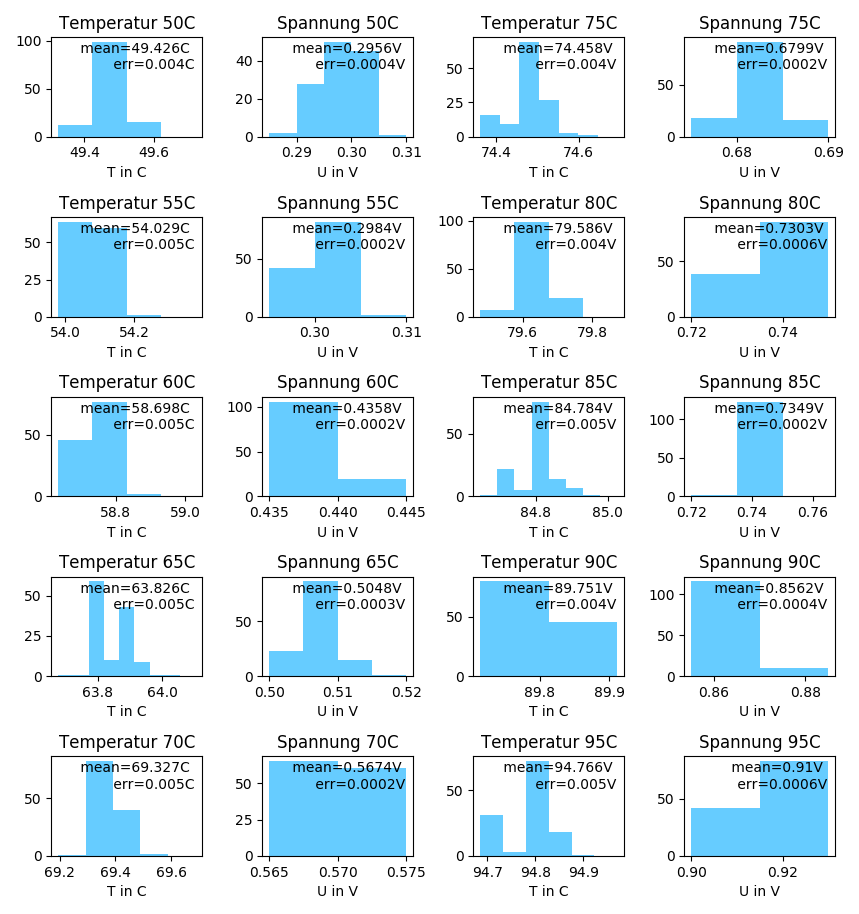 Temperatur 50C Spannung 50C Temperatur 75C Spannung 75C
100 mean=49.426C mean=0.2956V mean=74.458C mean=0.6799V
err=0.004C err=0.0004V err=0.004V err=0.0002V
50 40 50 50
20 25
0 0 0 0
49.4 49.6 0.29 0.30 0.31 74.4 74.6 0.68 0.69
T in C U in V T in C U in V
Temperatur 55C Spannung 55C Temperatur 80C Spannung 80C
mean=54.029C mean=0.2984V 100 mean=79.586C mean=0.7303V
50 err=0.005C err=0.0002V err=0.004V err=0.0006V
25 50 50 50
0 0 0 0
54.0 54.2 0.30 0.31 79.6 79.8 0.72 0.74
T in C U in V T in C U in V
Temperatur 60C Spannung 60C Temperatur 85C Spannung 85C
mean=58.698C 100 mean=0.4358V mean=84.784C mean=0.7349V
err=0.005C err=0.0002V err=0.005V 100 err=0.0002V
50 50 50 50
0 0 0 0
58.8 59.0 0.435 0.440 0.445 84.8 85.0 0.72 0.74 0.76
T in C U in V T in C U in V
Temperatur 65C Spannung 65C Temperatur 90C Spannung 90C
mean=63.826C mean=0.5048V mean=89.751C 100 mean=0.8562V
50 err=0.005C err=0.0003V err=0.004V err=0.0004V
25 50 50 50
0 0 0 0
63.8 64.0 0.50 0.51 0.52 89.8 89.9 0.86 0.88
T in C U in V T in C U in V
Temperatur 70C Spannung 70C Temperatur 95C Spannung 95C
mean=69.327C mean=0.5674V mean=94.766C mean=0.91V
err=0.005C err=0.0002V err=0.005V err=0.0006V
50 50 50 50
25
0 0 0 0
69.2 69.4 69.6 0.565 0.570 0.575 94.7 94.8 94.9 0.90 0.92
T in C U in V T in C U in V